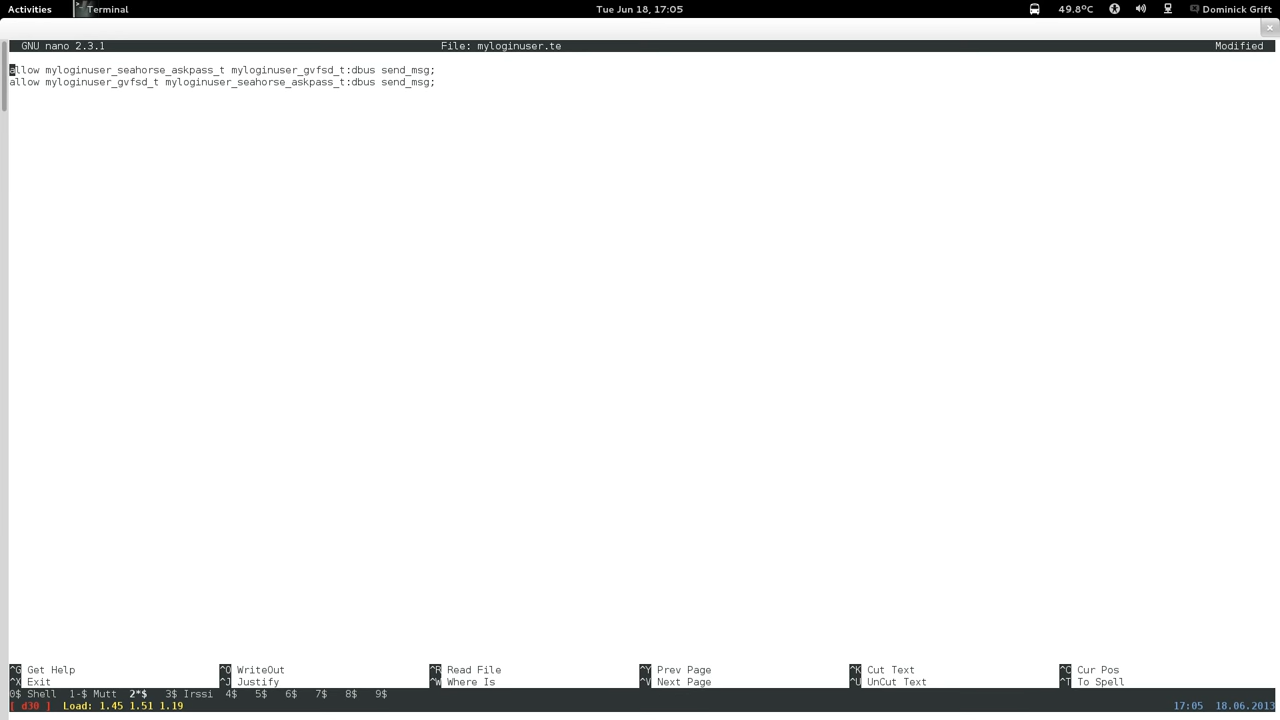 Activities Terminal Tue Jun 18, 17:05 49.8°C Dominick Grift
GNU nano 2.3.1 File: myloginuser.te Modified
allow myloginuser_seahorse_askpass_t myloginuser_gvfsd_t:dbus send_msg;
allow myloginuser_gvfsd_t myloginuser_seahorse_askpass_t:dbus send_msg;
^G Get Help ^O WriteOut ^R Read File ^Y Prev Page ^K Cut Text ^C Cur Pos
^X Exit ^J Justify ^W Where Is ^V Next Page ^U UnCut Text ^T To Spell
0$ Shell 1-$ Mutt 2*$ 3$ Irssi 4$ 5$ 6$ 7$ 8$ 9$
[ d30 ] Load: 1.45 1.51 1.19 17:05 18.06.2013